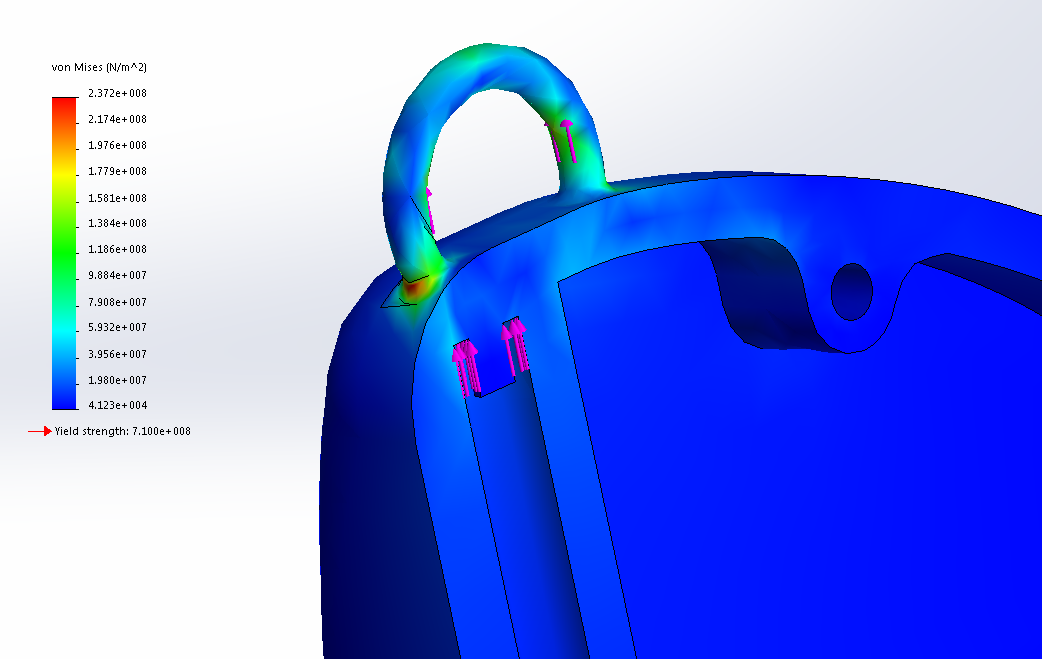 von Mises (N/m^2)
2.372e+008
2.174e+008
1.976e+008
1.779e+008
1.581e+008
1.384e+008
1.186e+008
9.884e+007
7.908e+007
5.932e+007
3.956e+007
1.980e+007
4.123e+004
Yield strength: 7.100e+008